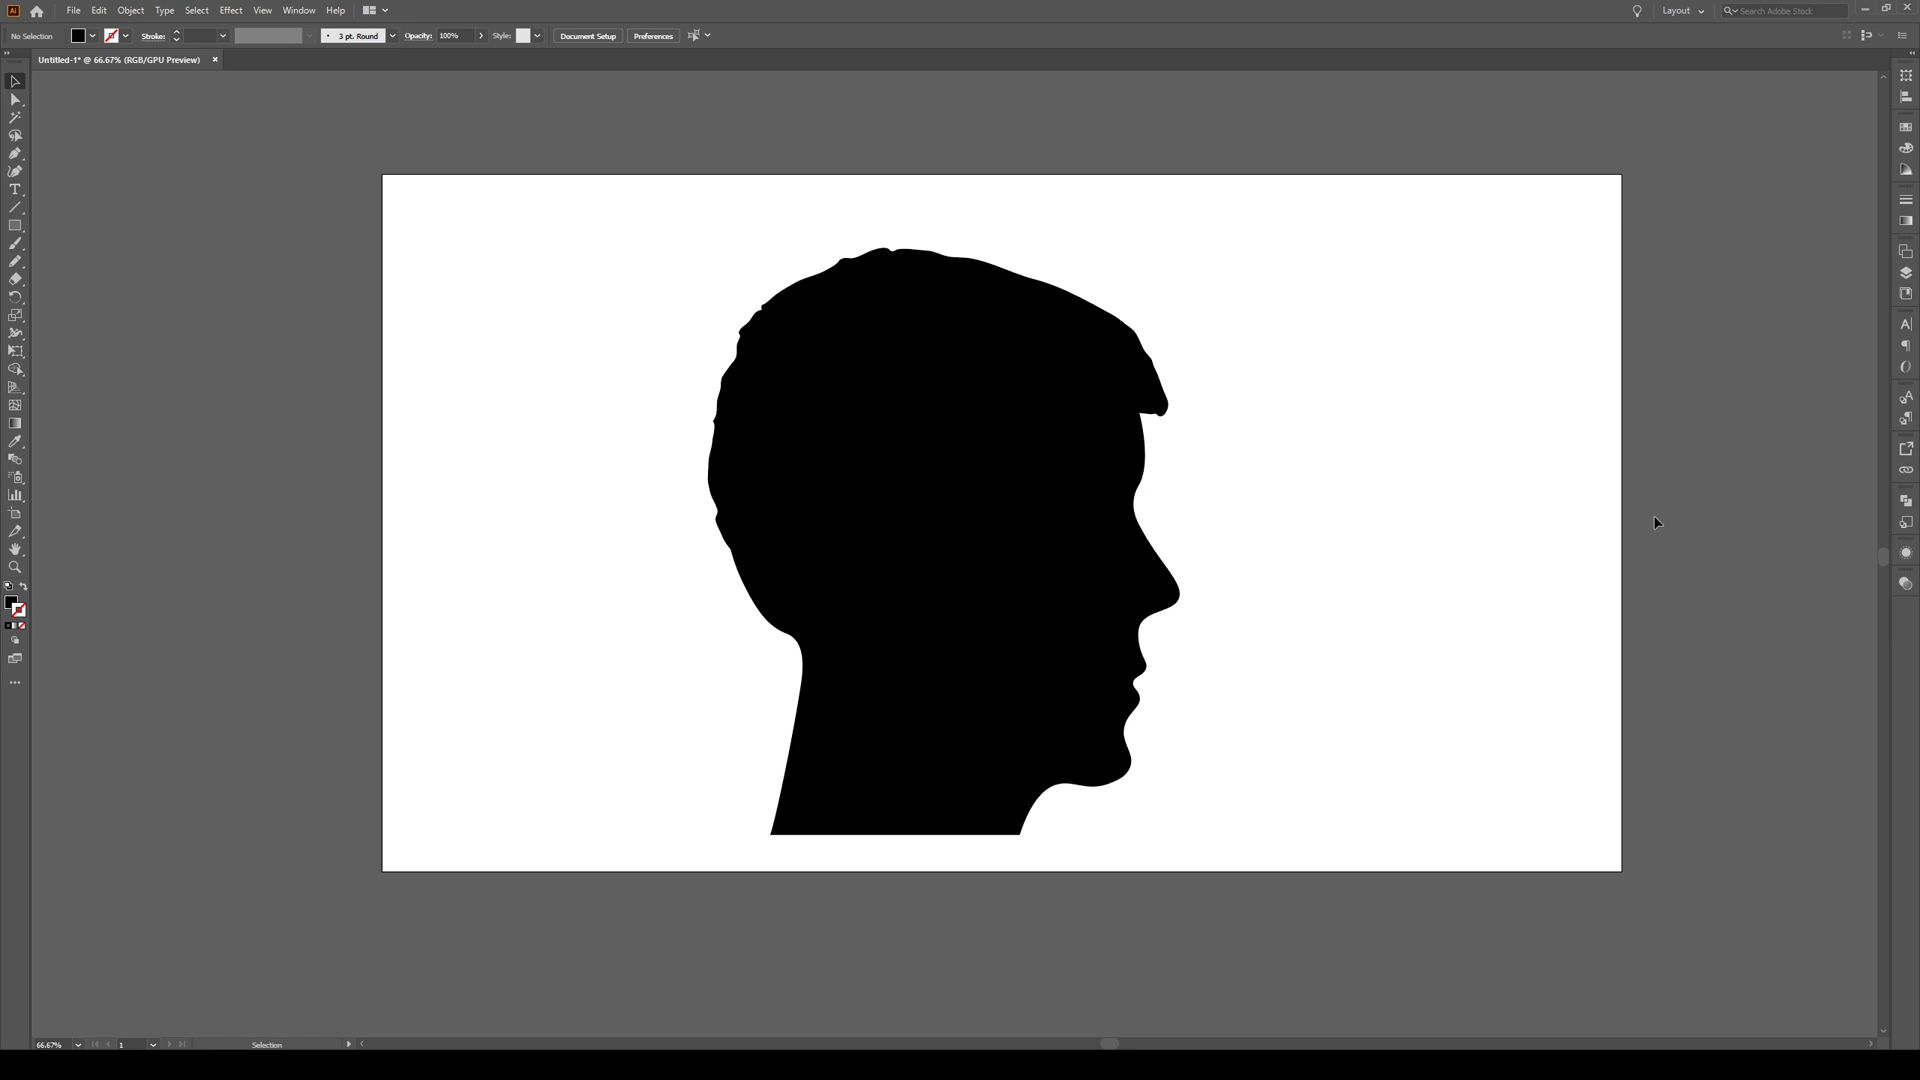 Ai File Edit Object Type Select Effect View Window Help Layout Search Adobe Stock
No Selection Stroke: 3 pt. Round Opacity: 100% Style: Document Setup Preferences
Untitled-1* @ 66.67% (RGB/GPU Preview)
66.67% 1 Selection